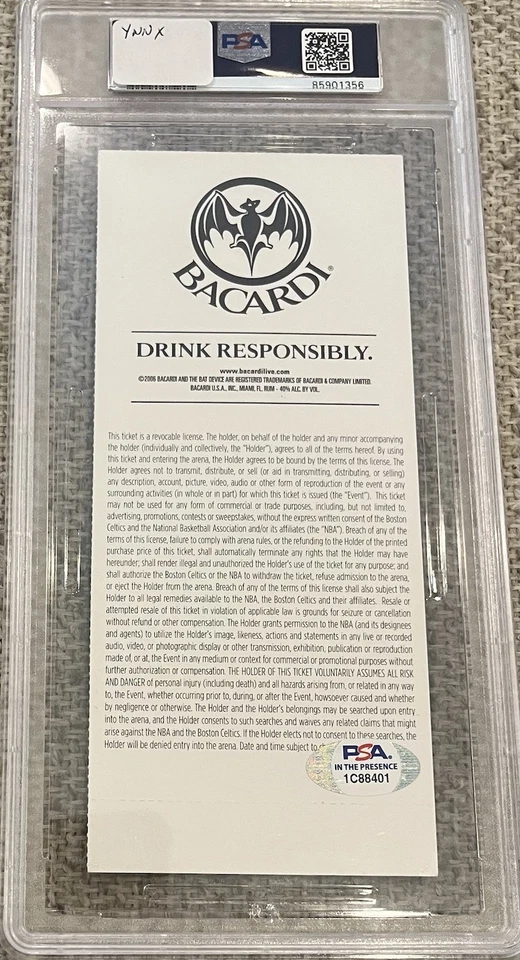 YNNX
PSA
85901356
BACARDI®
DRINK RESPONSIBLY.
www.bacardilive.com
©2006 BACARDI AND THE BAT DEVICE ARE REGISTERED TRADEMARKS OF BACARDI & COMPANY LIMITED.
BACARDI U.S.A., INC., MIAMI, FL. RUM - 40% ALC. BY VOL.
This ticket is a revocable license. The holder, on behalf of the holder and any minor accompanying
the holder (individually and collectively, the "Holder"), agrees to all of the terms hereof. By using
this ticket and entering the arena, the Holder agrees to be bound by the terms of this license. The
Holder agrees not to transmit, distribute, or sell (or aid in transmitting, distributing, or selling)
any description, account, picture, video, audio or other form of reproduction of the event or any
surrounding activities (in whole or in part) for which this ticket is issued (the "Event"). This ticket
may not be used for any form of commercial or trade purposes, including, but not limited to,
advertising, promotions, contests or sweepstakes, without the express written consent of the Boston
Celtics and the National Basketball Association and/or its affiliates (the "NBA"). Breach of any of the
terms of this license, failure to comply with arena rules, or the refunding to the Holder of the printed
purchase price of this ticket, shall automatically terminate any rights that the Holder may have
hereunder; shall render illegal and unauthorized the Holder's use of the ticket for any purpose; and
shall authorize the Boston Celtics or the NBA to withdraw the ticket, refuse admission to the arena,
or eject the Holder from the arena. Breach of any of the terms of this license shall also subject the
Holder to all legal remedies available to the NBA, the Boston Celtics and their affiliates. Resale or
attempted resale of this ticket in violation of applicable law is grounds for seizure or cancellation
without refund or other compensation. The Holder grants permission to the NBA (and its designees
and agents) to utilize the Holder's image, likeness, actions and statements in any live or recorded
audio, video, or photographic display or other transmission, exhibition, publication or reproduction
made of, or at, the Event in any medium or context for commercial or promotional purposes without
further authorization or compensation. THE HOLDER OF THIS TICKET VOLUNTARILY ASSUMES ALL RISK
AND DANGER of personal injury (including death) and all hazards arising from, or related in any way
to, the Event, whether occurring prior to, during, or after the Event, howsoever caused and whether
by negligence or otherwise. The Holder and the Holder's belongings may be searched upon entry
into the arena, and the Holder consents to such searches and waives any related claims that might
arise against the NBA and the Boston Celtics. If the Holder elects not to consent to these searches, the
Holder will be denied entry into the arena. Date and time subject to
PSA
IN THE PRESENCE
1C88401